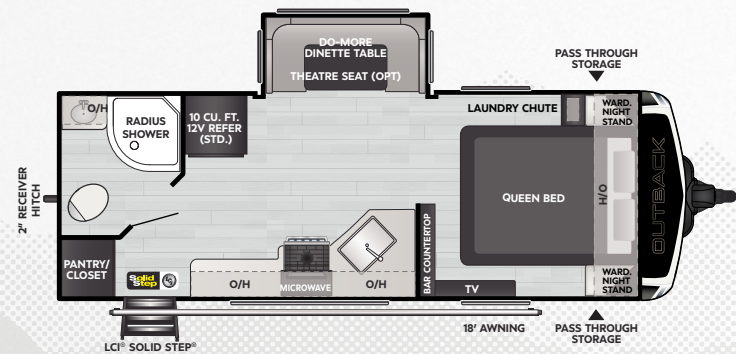 DO-MORE
DINETTE TABLE
THEATRE SEAT (OPT)
PASS THROUGH
STORAGE
O/H
RADIUS
SHOWER
10 CU. FT.
12V REFER
(STD.)
LAUNDRY CHUTE
WARD.
NIGHT
STAND
2" RECEIVER
HITCH
QUEEN BED
H/O
OUTBACK
PANTRY/
CLOSET
Solid
Step
O/H
MICROWAVE
O/H
BAR COUNTERTOP
TV
WARD.
NIGHT
STAND
18' AWNING
PASS THROUGH
STORAGE
LCI® SOLID STEP®